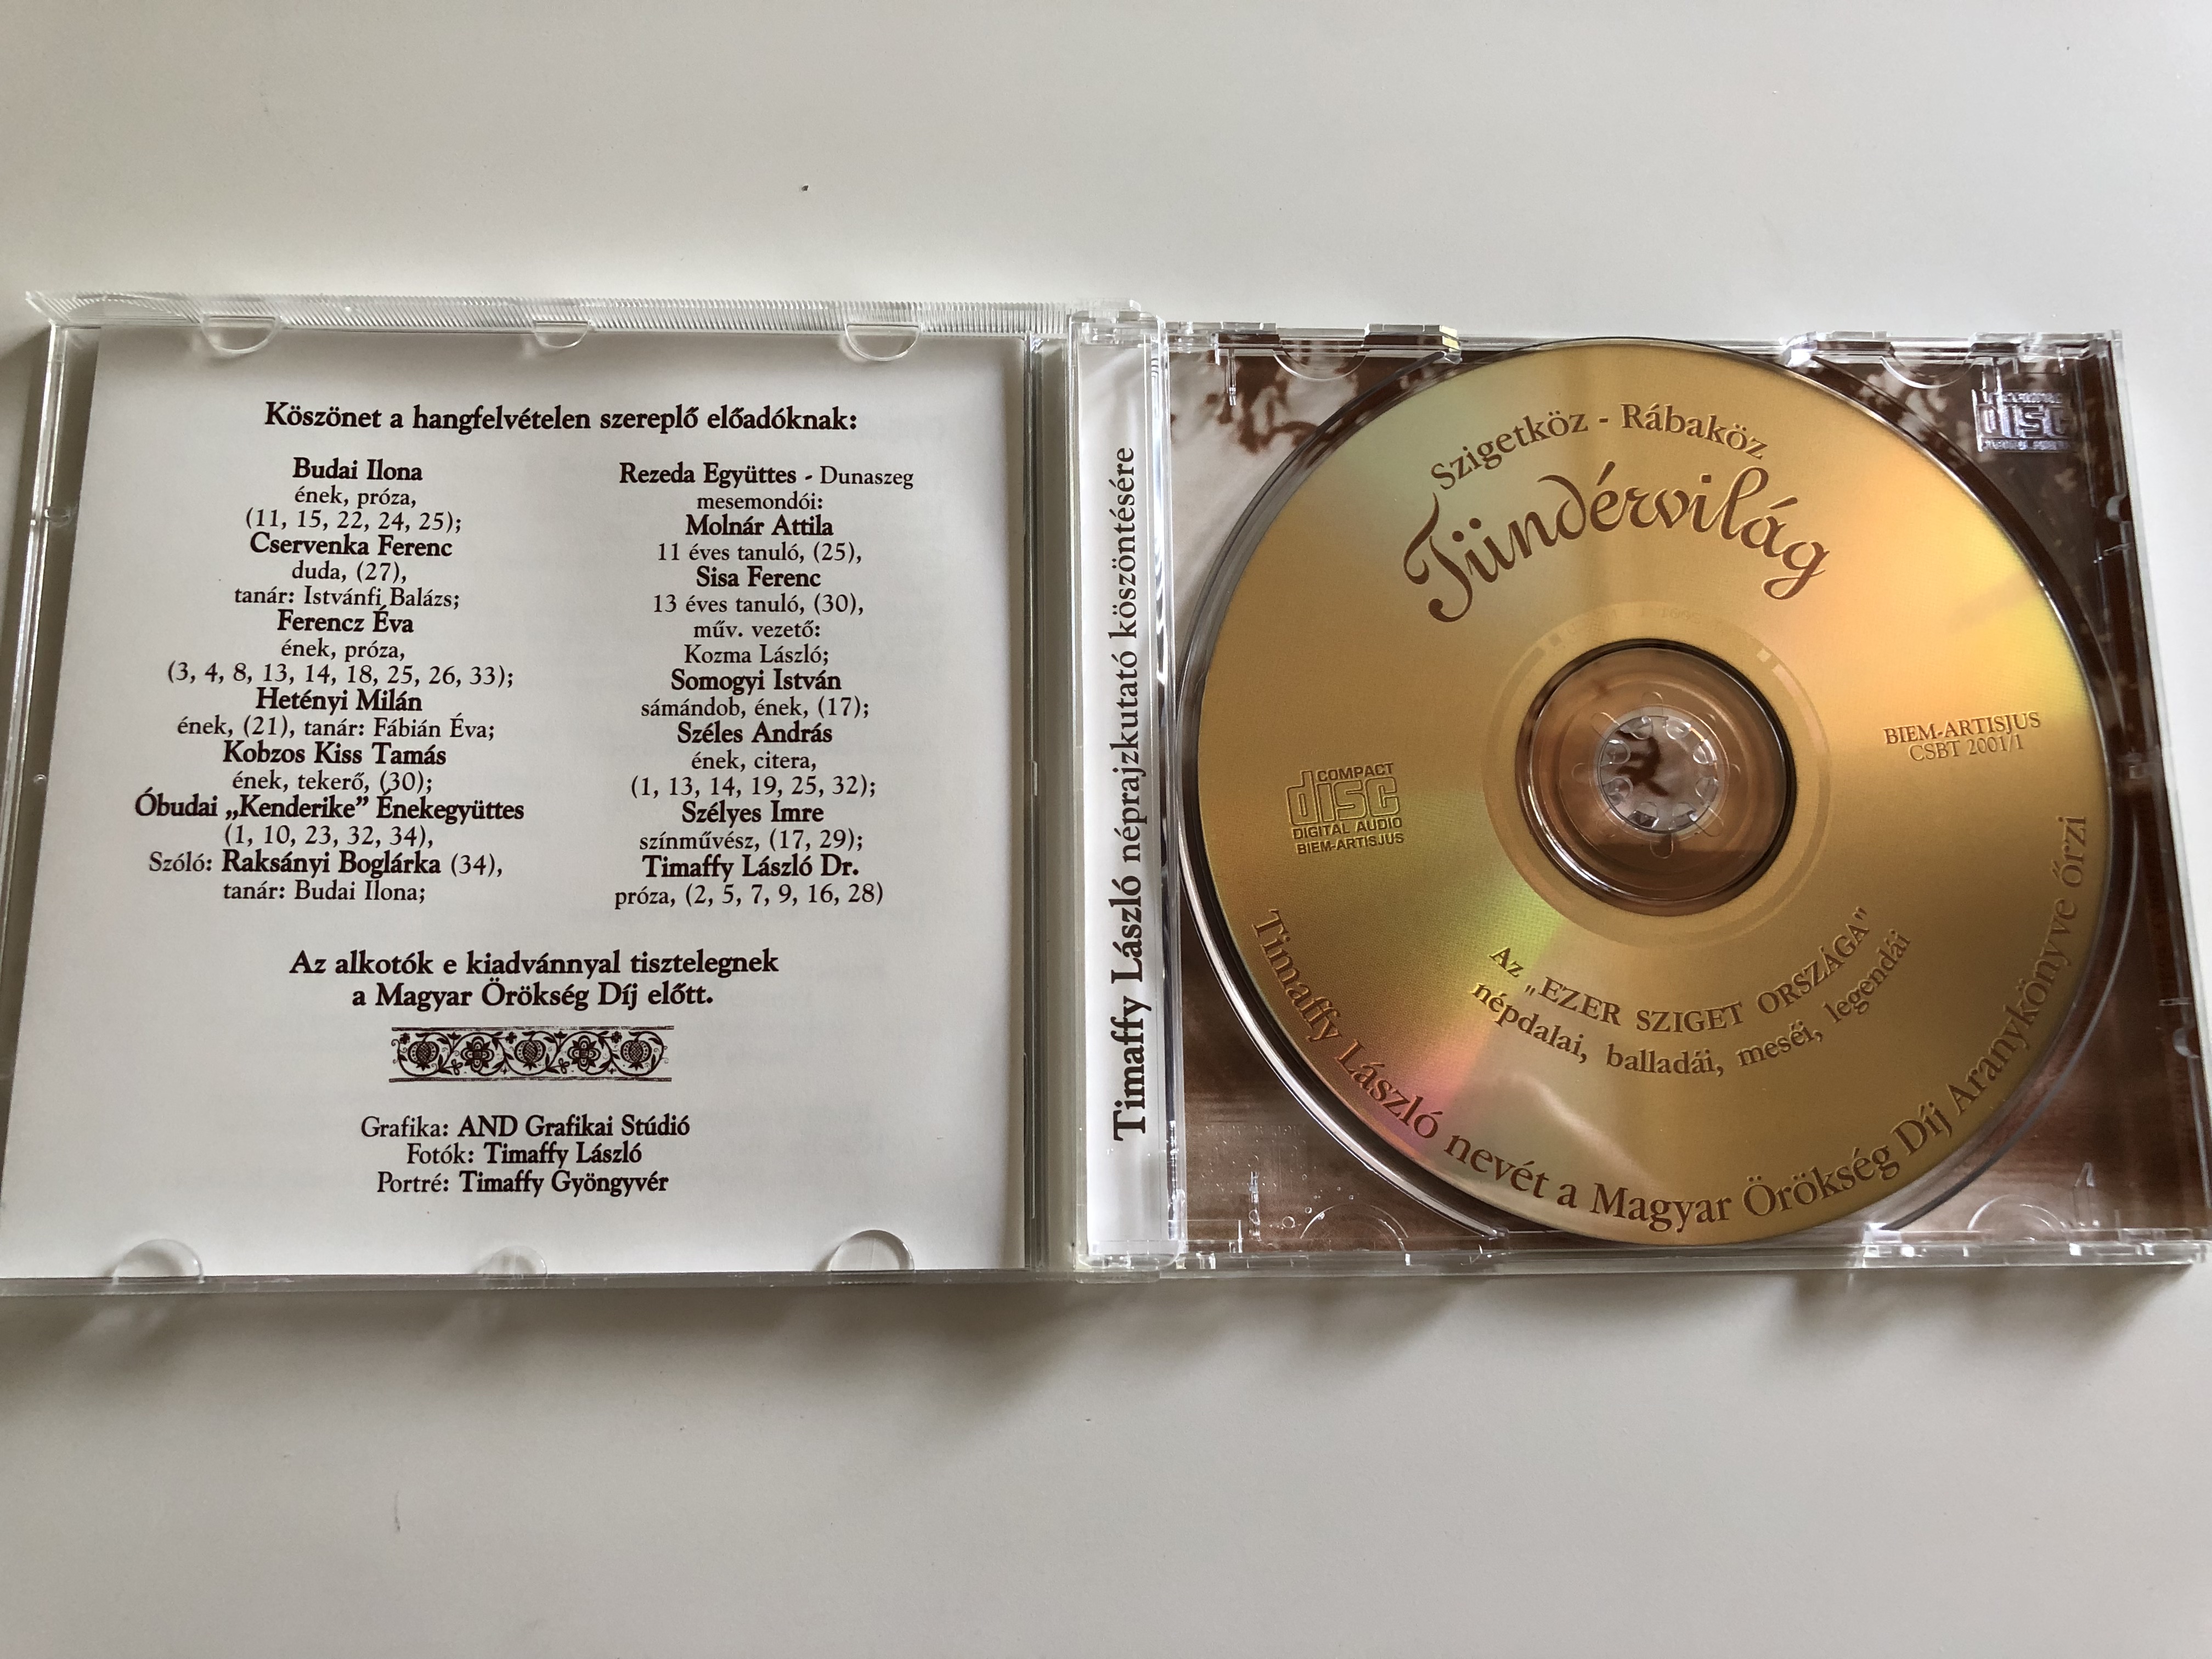 Köszönet a hangfelvételen szereplő előadóknak:
Budai Ilona
ének, próza,
(11, 15, 22, 24, 25);
Cservenka Ferenc
duda, (27),
tanár: Istvánfi Balázs;
Ferencz Éva
ének, próza,
(3, 4, 8, 13, 14, 18, 25, 26, 33);
Hetényi Milán
ének, (21), tanár: Fábián Éva;
Kobzos Kiss Tamás
ének, tekerő, (30);
Óbudai „Kenderike” Énekegyüttes
(1, 10, 23, 32, 34),
Szóló: Raksányi Boglárka (34),
tanár: Budai Ilona;
Rezeda Együttes - Dunaszeg
mesemondói:
Molnár Attila
11 éves tanuló, (25),
Sisa Ferenc
13 éves tanuló, (30),
műv. vezető:
Kozma László;
Somogyi István
sámándob, ének, (17);
Széles András
ének, citera,
(1, 13, 14, 19, 25, 32);
Szélyes Imre
színművész, (17, 29);
Timaffy László Dr.
próza, (2, 5, 7, 9, 16, 28)
Az alkotók e kiadvánnyal tisztelegnek
a Magyar Örökség Díj előtt.
Grafika: AND Grafikai Stúdió
Fotók: Timaffy László
Portré: Timaffy Gyöngyvér
Timaffy László néprajzkutató köszöntésére
Szigetköz - Rábaköz
Tündérvilág
BIEM-ARTISJUS
CSBT 2001/1
COMPACT
disc
DIGITAL AUDIO
BIEM-ARTISJUS
Az „EZER SZIGET ORSZÁGA”
népdalai, balladái, meséi, legendái
Timaffy László nevét a Magyar Örökség Díj Aranykönyve őrzi
disc